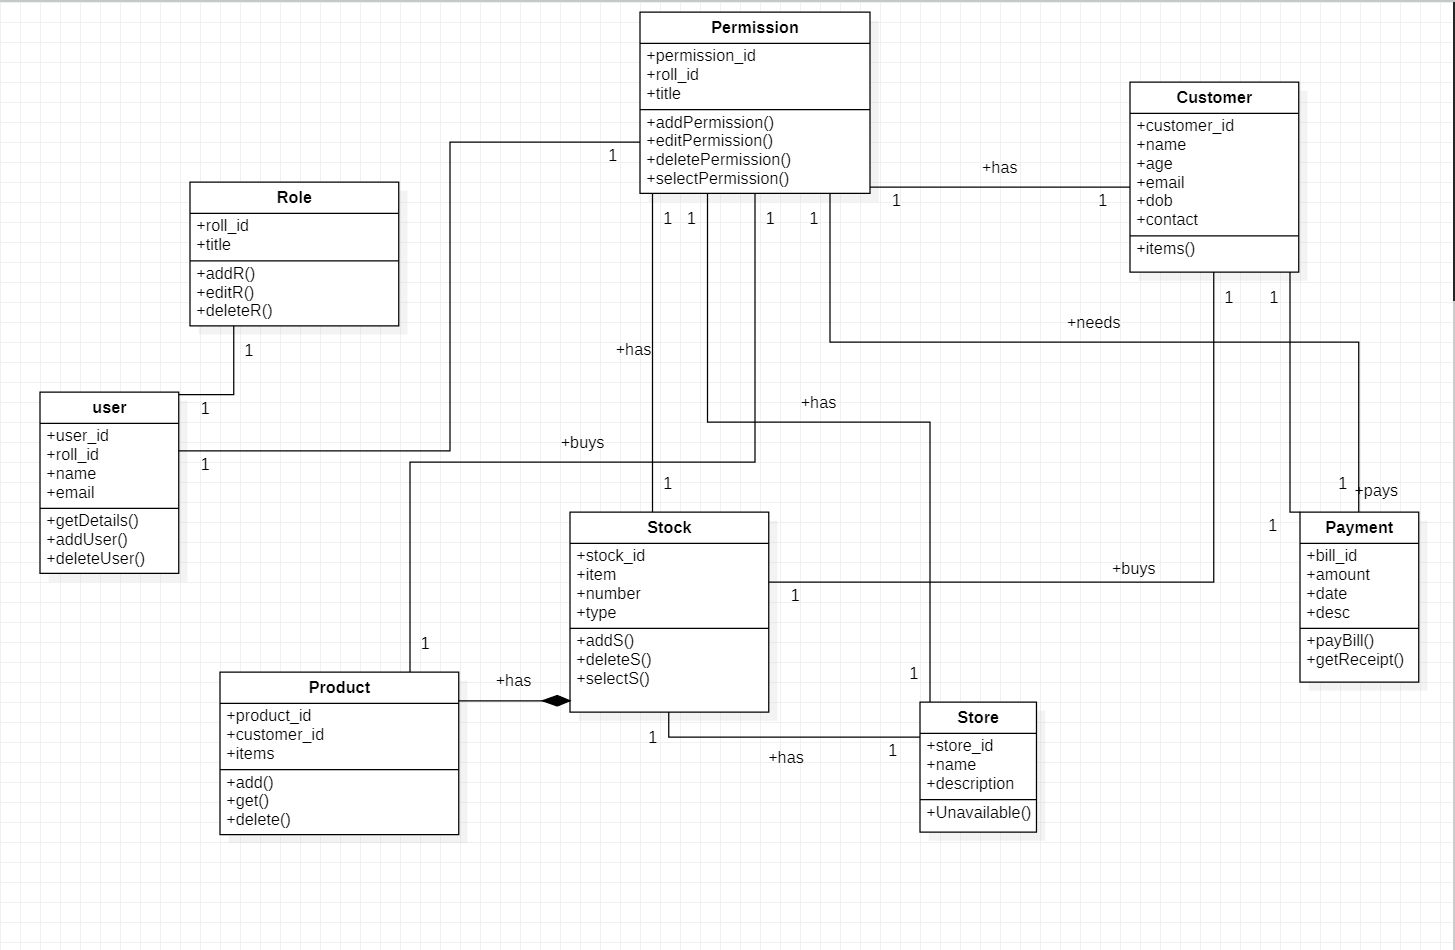 Permission
+permission_id
+roll_id
title
+addPermission()
+editPermission()
+deletePermission()
+selectPermission()
Customer
+customer_id
+name
+age
+email
+dob
+contact
+items()
Role
+roll_id
+title
+addR()
+editR()
+deleteR()
user
+user_id
+roll_id
+name
+email
+getDetails()
+addUser()
+deleteUser()
Stock
+stock_id
+item
+number
+type
+addS()
+deleteS()
+selectS()
Payment
+bill_id
+amount
+date
+desc
+payBill()
+getReceipt()
Product
+product_id
+customer_id
+items
+add()
+get()
+delete()
Store
+store_id
+name
+description
+Unavailable()
1
+has
1
1
1
1
1
1
1
1
1
+needs
1
+has
1
+has
1
+buys
1
1
1
+pays
1
+buys
1
1
1
+has
1
+has
1